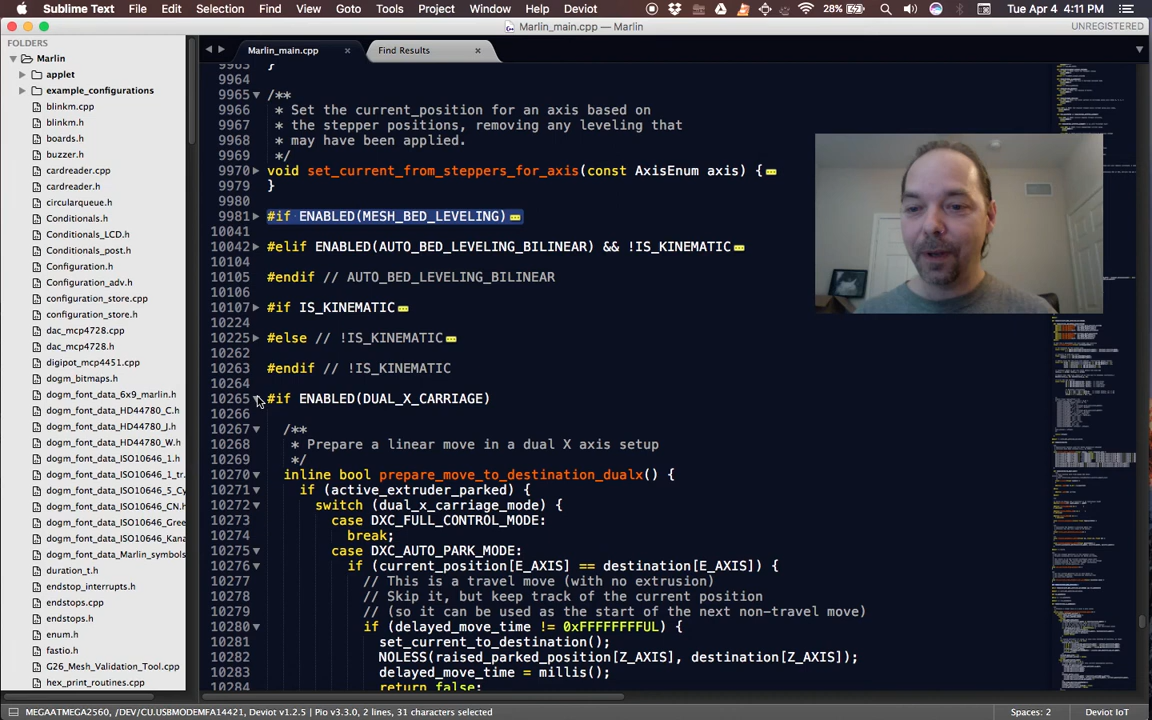 Sublime Text File Edit Selection Find View Goto Tools Project Window Help Deviot 28% Tue Apr 4 4:11 PM
Marlin_main.cpp — Marlin UNREGISTERED
FOLDERS
Marlin
applet
example_configurations
blinkm.cpp
blinkm.h
boards.h
buzzer.h
cardreader.cpp
cardreader.h
circularqueue.h
Conditionals.h
Conditionals_LCD.h
Conditionals_post.h
Configuration.h
Configuration_adv.h
configuration_store.cpp
configuration_store.h
dac_mcp4728.cpp
dac_mcp4728.h
digipot_mcp4451.cpp
dogm_bitmaps.h
dogm_font_data_6x9_marlin.h
dogm_font_data_HD44780_C.h
dogm_font_data_HD44780_J.h
dogm_font_data_HD44780_W.h
dogm_font_data_ISO10646_1.h
dogm_font_data_ISO10646_1_tr
dogm_font_data_ISO10646_5_Cy
dogm_font_data_ISO10646_CN.h
dogm_font_data_ISO10646_Gree
dogm_font_data_ISO10646_Kana
dogm_font_data_Marlin_symbols
duration_t.h
endstop_interrupts.h
endstops.cpp
endstops.h
enum.h
fastio.h
G26_Mesh_Validation_Tool.cpp
hex_print_routines.cpp
Marlin_main.cpp × Find Results ×
9963 }
9964
9965 /**
9966 * Set the current_position for an axis based on
9967 * the stepper positions, removing any leveling that
9968 * may have been applied.
9969 */
9970 void set_current_from_steppers_for_axis(const AxisEnum axis) {
9979 }
9980
9981 #if ENABLED(MESH_BED_LEVELING)
10041
10042 #elif ENABLED(AUTO_BED_LEVELING_BILINEAR) && !IS_KINEMATIC
10104
10105 #endif // AUTO_BED_LEVELING_BILINEAR
10106
10107 #if IS_KINEMATIC
10224
10225 #else // !IS_KINEMATIC
10262
10263 #endif // !IS_KINEMATIC
10264
10265 #if ENABLED(DUAL_X_CARRIAGE)
10266
10267 /**
10268 * Prepare a linear move in a dual X axis setup
10269 */
10270 inline bool prepare_move_to_destination_dualx() {
10271 if (active_extruder_parked) {
10272 switch (dual_x_carriage_mode) {
10273 case DXC_FULL_CONTROL_MODE:
10274 break;
10275 case DXC_AUTO_PARK_MODE:
10276 if (current_position[E_AXIS] == destination[E_AXIS]) {
10277 // This is a travel move (with no extrusion)
10278 // Skip it, but keep track of the current position
10279 // (so it can be used as the start of the next non-travel move)
10280 if (delayed_move_time != 0xFFFFFFFFUL) {
10281 set_current_to_destination();
10282 NOLESS(raised_parked_position[Z_AXIS], destination[Z_AXIS]);
10283 delayed_move_time = millis();
10284 return false;
MEGAATMEGA2560, /DEV/CU.USBMODEMFA14421, Deviot v1.2.5 | Pio v3.3.0, 2 lines, 31 characters selected Spaces: 2 Deviot IoT